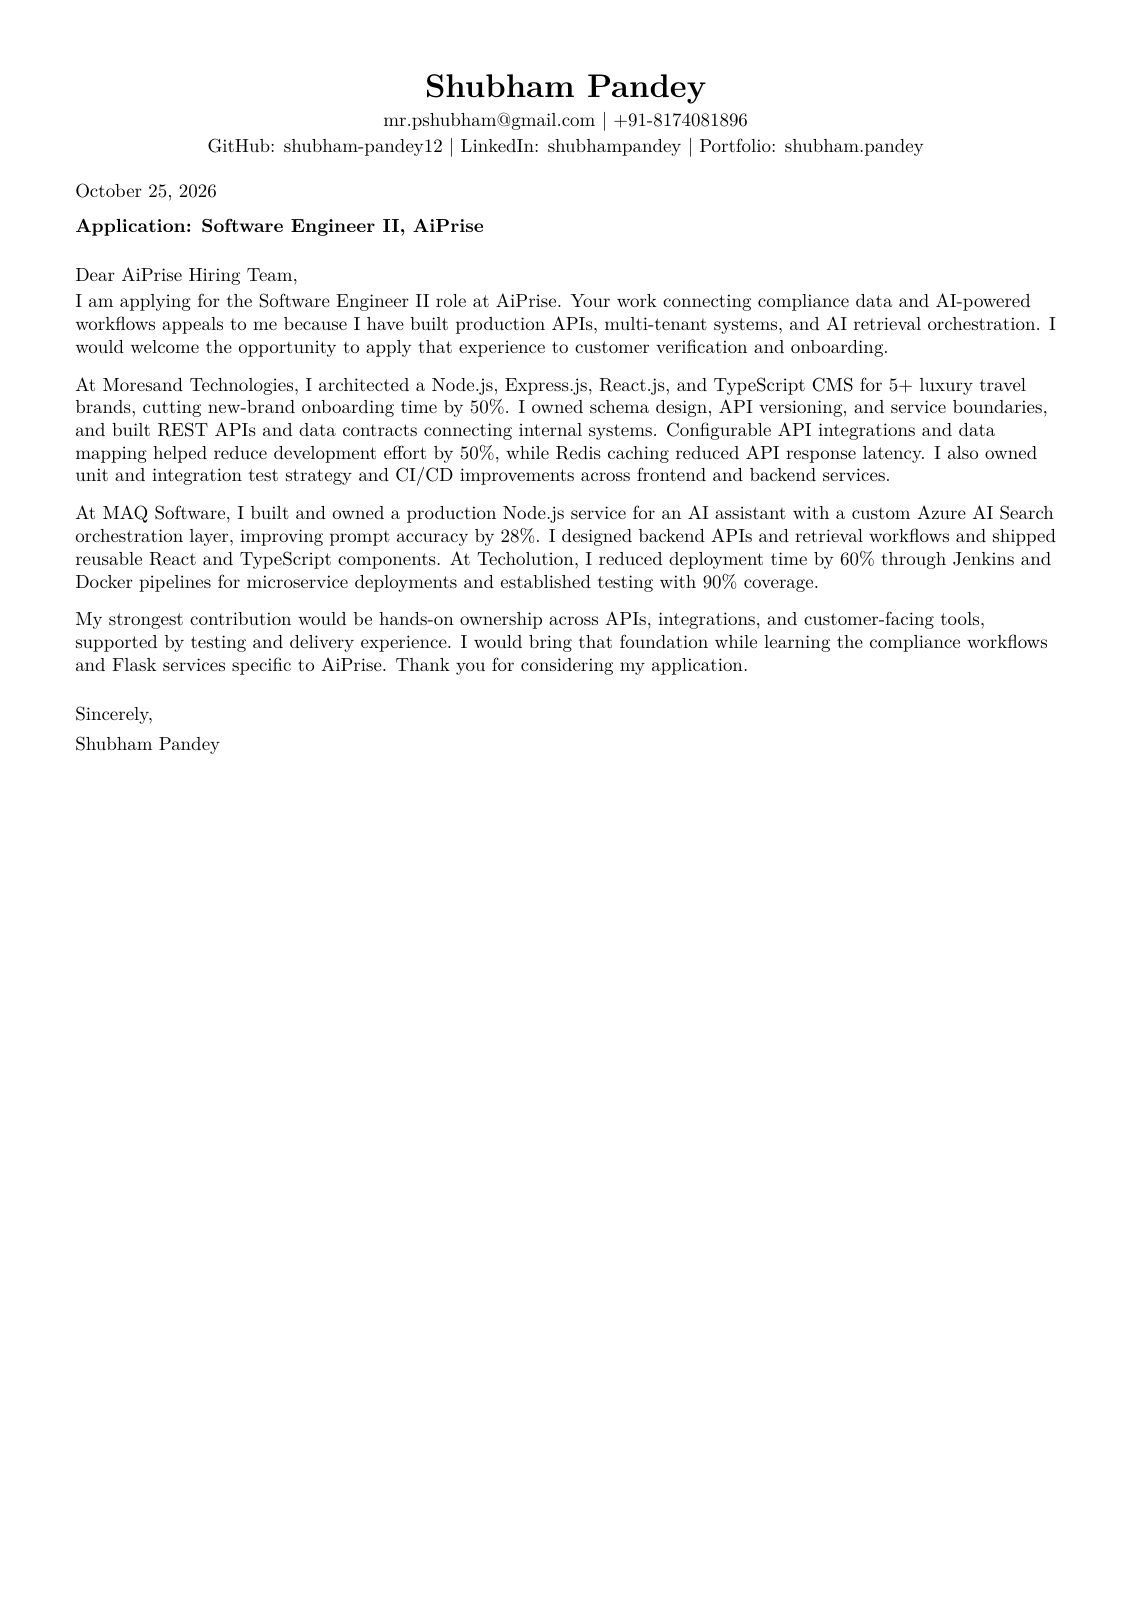 Shubham Pandey
mr.pshubham@gmail.com | +91-8174081896
GitHub: shubham-pandey12 | LinkedIn: shubhampandey | Portfolio: shubham.pandey
October 25, 2026
Application: Software Engineer II, AiPrise
Dear AiPrise Hiring Team,
I am applying for the Software Engineer II role at AiPrise. Your work connecting compliance data and AI-powered
workflows appeals to me because I have built production APIs, multi-tenant systems, and AI retrieval orchestration. I
would welcome the opportunity to apply that experience to customer verification and onboarding.
At Moresand Technologies, I architected a Node.js, Express.js, React.js, and TypeScript CMS for 5+ luxury travel
brands, cutting new-brand onboarding time by 50%. I owned schema design, API versioning, and service boundaries,
and built REST APIs and data contracts connecting internal systems. Configurable API integrations and data
mapping helped reduce development effort by 50%, while Redis caching reduced API response latency. I also owned
unit and integration test strategy and CI/CD improvements across frontend and backend services.
At MAQ Software, I built and owned a production Node.js service for an AI assistant with a custom Azure AI Search
orchestration layer, improving prompt accuracy by 28%. I designed backend APIs and retrieval workflows and shipped
reusable React and TypeScript components. At Techolution, I reduced deployment time by 60% through Jenkins and
Docker pipelines for microservice deployments and established testing with 90% coverage.
My strongest contribution would be hands-on ownership across APIs, integrations, and customer-facing tools,
supported by testing and delivery experience. I would bring that foundation while learning the compliance workflows
and Flask services specific to AiPrise. Thank you for considering my application.
Sincerely,
Shubham Pandey